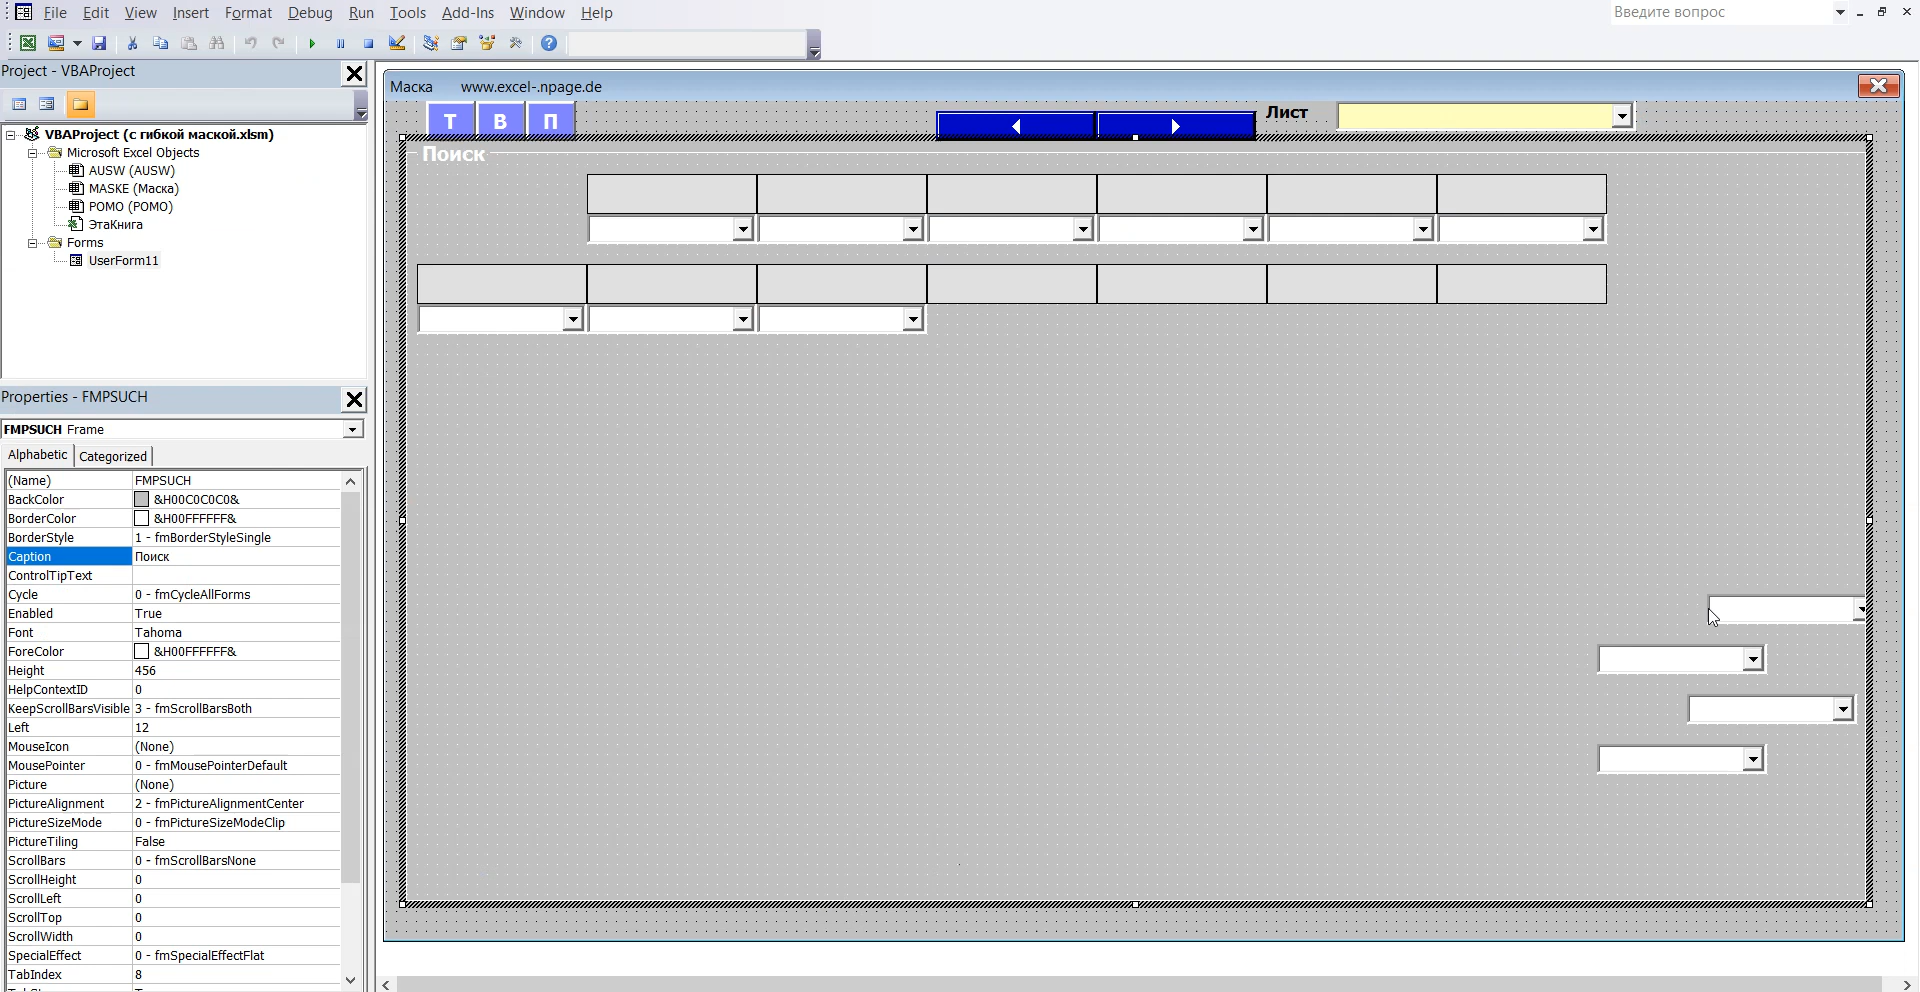 File Edit View Insert Format Debug Run Tools Add-Ins Window Help
Введите вопрос
Project - VBAProject
VBAProject (с гибкой маской.xlsm)
Microsoft Excel Objects
AUSW (AUSW)
MASKE (Маска)
POMO (POMO)
ЭтаКнига
Forms
UserForm11
Properties - FMPSUCH
FMPSUCH Frame
Alphabetic Categorized
(Name) FMPSUCH
BackColor &H00C0C0C0&
BorderColor &H00FFFFFF&
BorderStyle 1 - fmBorderStyleSingle
Caption Поиск
ControlTipText
Cycle 0 - fmCycleAllForms
Enabled True
Font Tahoma
ForeColor &H00FFFFFF&
Height 456
HelpContextID 0
KeepScrollBarsVisible 3 - fmScrollBarsBoth
Left 12
MouseIcon (None)
MousePointer 0 - fmMousePointerDefault
Picture (None)
PictureAlignment 2 - fmPictureAlignmentCenter
PictureSizeMode 0 - fmPictureSizeModeClip
PictureTiling False
ScrollBars 0 - fmScrollBarsNone
ScrollHeight 0
ScrollLeft 0
ScrollTop 0
ScrollWidth 0
SpecialEffect 0 - fmSpecialEffectFlat
TabIndex 8
Маска www.excel-.npage.de
Т В П
Лист
Поиск